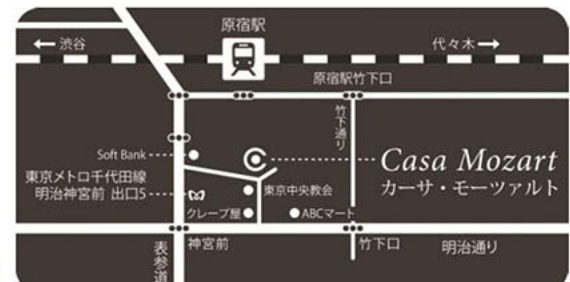 原宿駅
← 渋谷
代々木 →
原宿駅竹下口
竹下通り
Soft Bank
東京メトロ千代田線
明治神宮前 出口5
東京中央教会
クレープ屋
ABCマート
Casa Mozart
カーサ・モーツァルト
表参道
神宮前
竹下口
明治通り